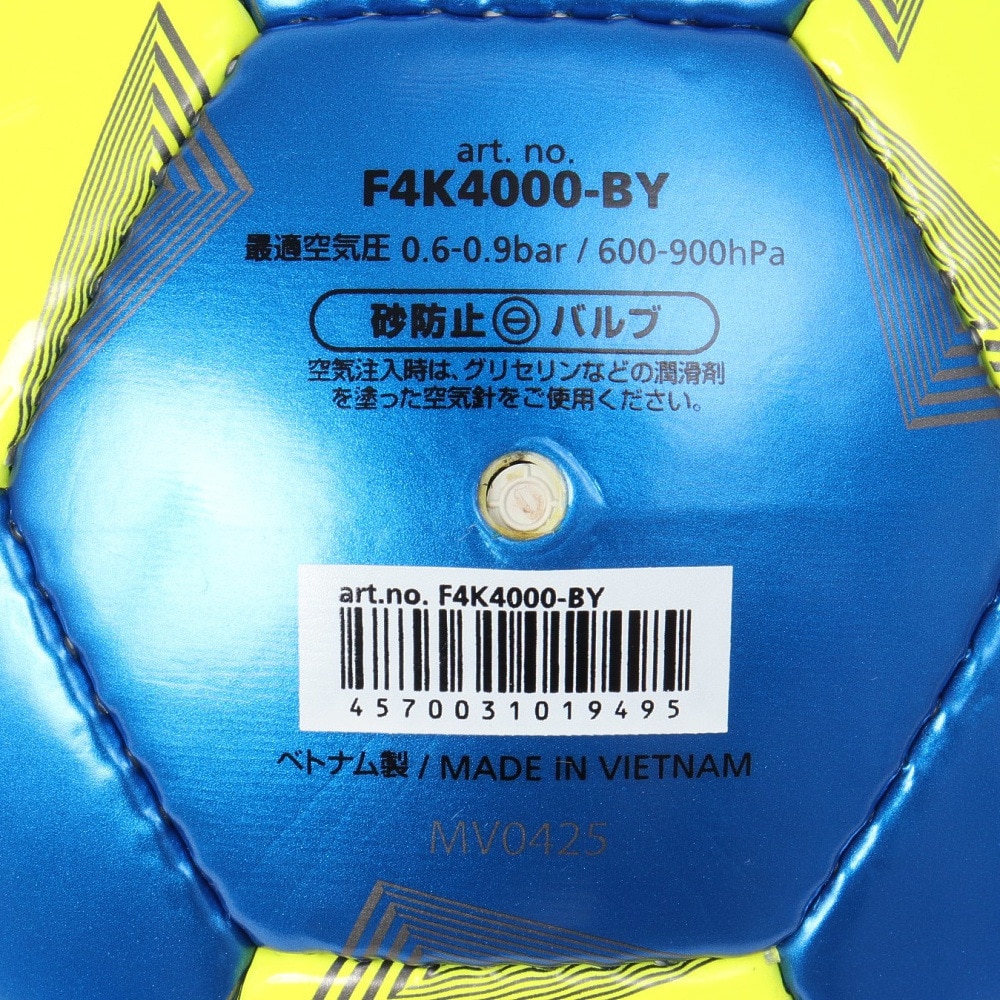 art. no.
F4K4000-BY
最適空気圧 0.6-0.9bar / 600-900hPa
砂防止 バルブ
空気注入時は、グリセリンなどの潤滑剤
を塗った空気針をご使用ください。
art.no. F4K4000-BY
4570031019495
ベトナム製 / MADE IN VIETNAM
MV0425